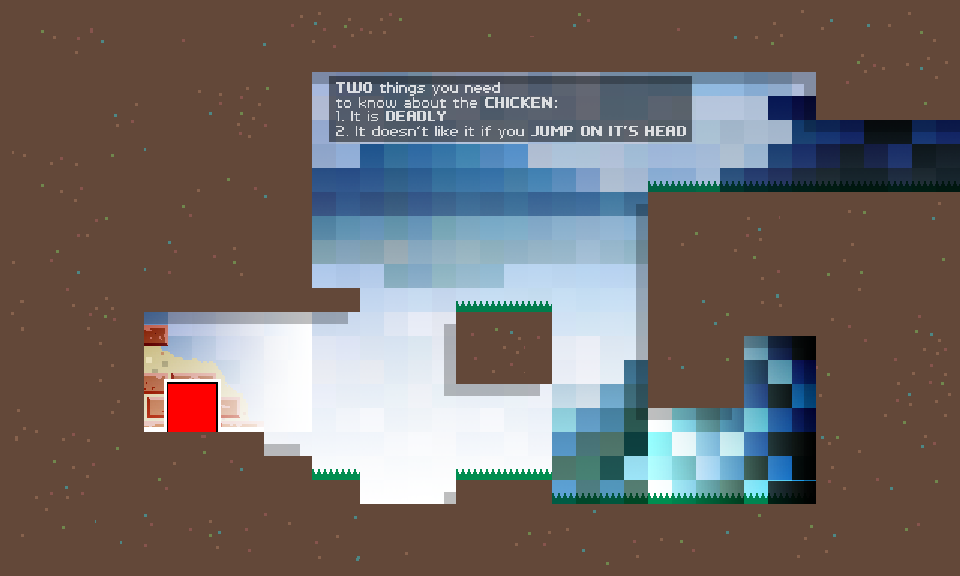 TWO things you need
to know about the CHICKEN:
1. It is DEADLY
2. It doesn't like it if you JUMP ON IT'S HEAD